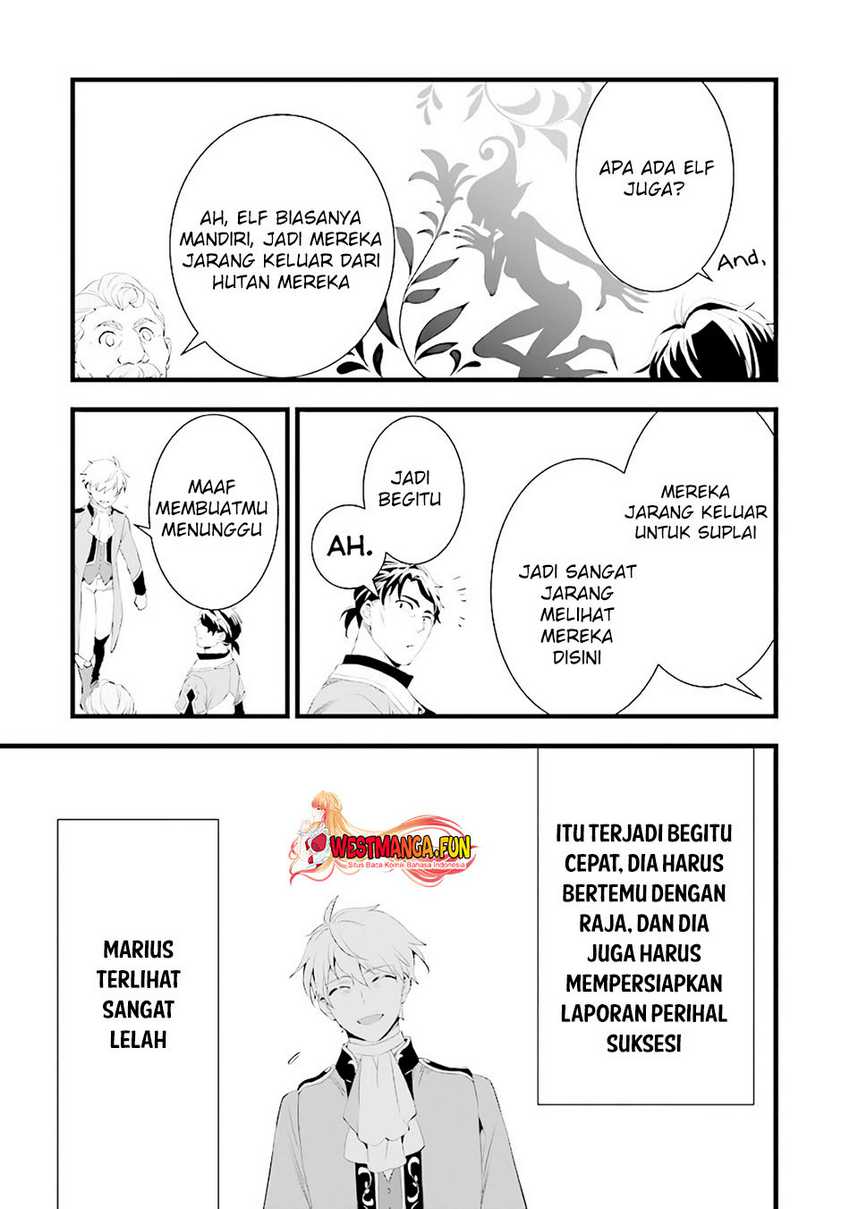 APA ADA ELF
JUGA?
And,
AH, ELF BIASANYA
MANDIRI, JADI MEREKA
JARANG KELUAR DARI
HUTAN MEREKA
MEREKA
JARANG KELUAR
UNTUK SUPLAI
JADI SANGAT
JARANG
MELIHAT
MEREKA
DISINI
JADI
BEGITU
AH.
MAAF
MEMBUATMU
MENUNGGU
ITU TERJADI BEGITU
CEPAT, DIA HARUS
BERTEMU DENGAN
RAJA, DAN DIA
JUGA HARUS
MEMPERSIAPKAN
LAPORAN PERIHAL
SUKSESI
WESTMANGA.FUN
Situs Baca Komik Bahasa Indonesia
MARIUS
TERLIHAT
SANGAT
LELAH